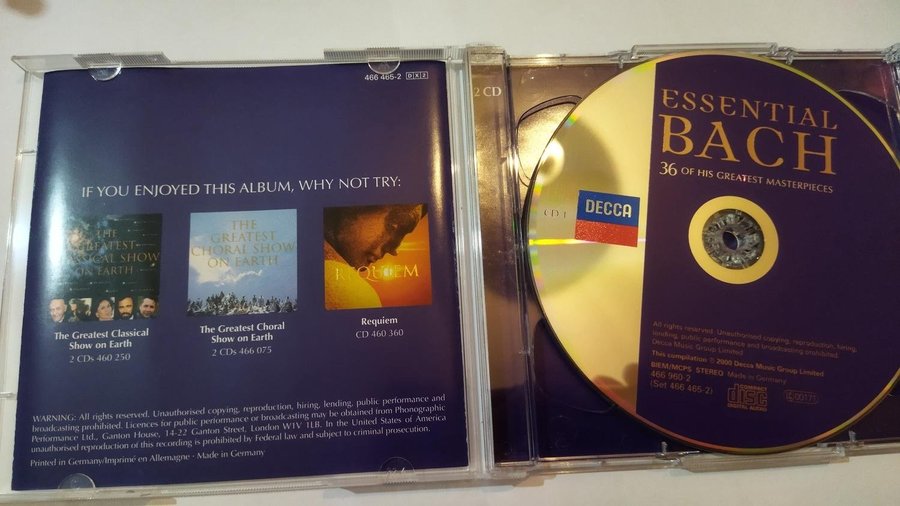 466 465-2 DX2
IF YOU ENJOYED THIS ALBUM, WHY NOT TRY:
THE
GREATEST
CLASSICAL SHOW
ON EARTH
The Greatest Classical
Show on Earth
2 CDs 460 250
THE
GREATEST
CHORAL SHOW
ON EARTH
The Greatest Choral
Show on Earth
2 CDs 466 075
REQUIEM
Requiem
CD 460 360
WARNING: All rights reserved. Unauthorised copying, reproduction, hiring, lending, public performance and
broadcasting prohibited. Licences for public performance or broadcasting may be obtained from Phonographic
Performance Ltd., Ganton House, 14-22 Ganton Street, London W1V 1LB. In the United States of America
unauthorised reproduction of this recording is prohibited by Federal law and subject to criminal prosecution.
Printed in Germany/Imprimé en Allemagne · Made in Germany
2 CD
ESSENTIAL
BACH
36 OF HIS GREATEST MASTERPIECES
CD 1
DECCA
All rights reserved. Unauthorised copying, reproduction, hiring,
lending, public performance and broadcasting prohibited.
Decca Music Group Limited
This compilation ℗ 2000 Decca Music Group Limited
BIEM/MCPS STEREO Made in Germany
466 960-2
(Set 466 465-2)
COMPACT
disc
DIGITAL AUDIO
00171